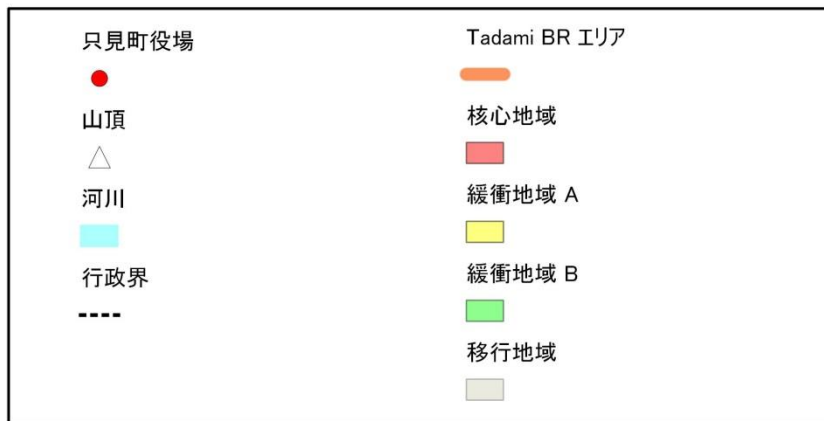 只見町役場
山頂
河川
行政界
Tadami BR エリア
核心地域
緩衝地域 A
緩衝地域 B
移行地域